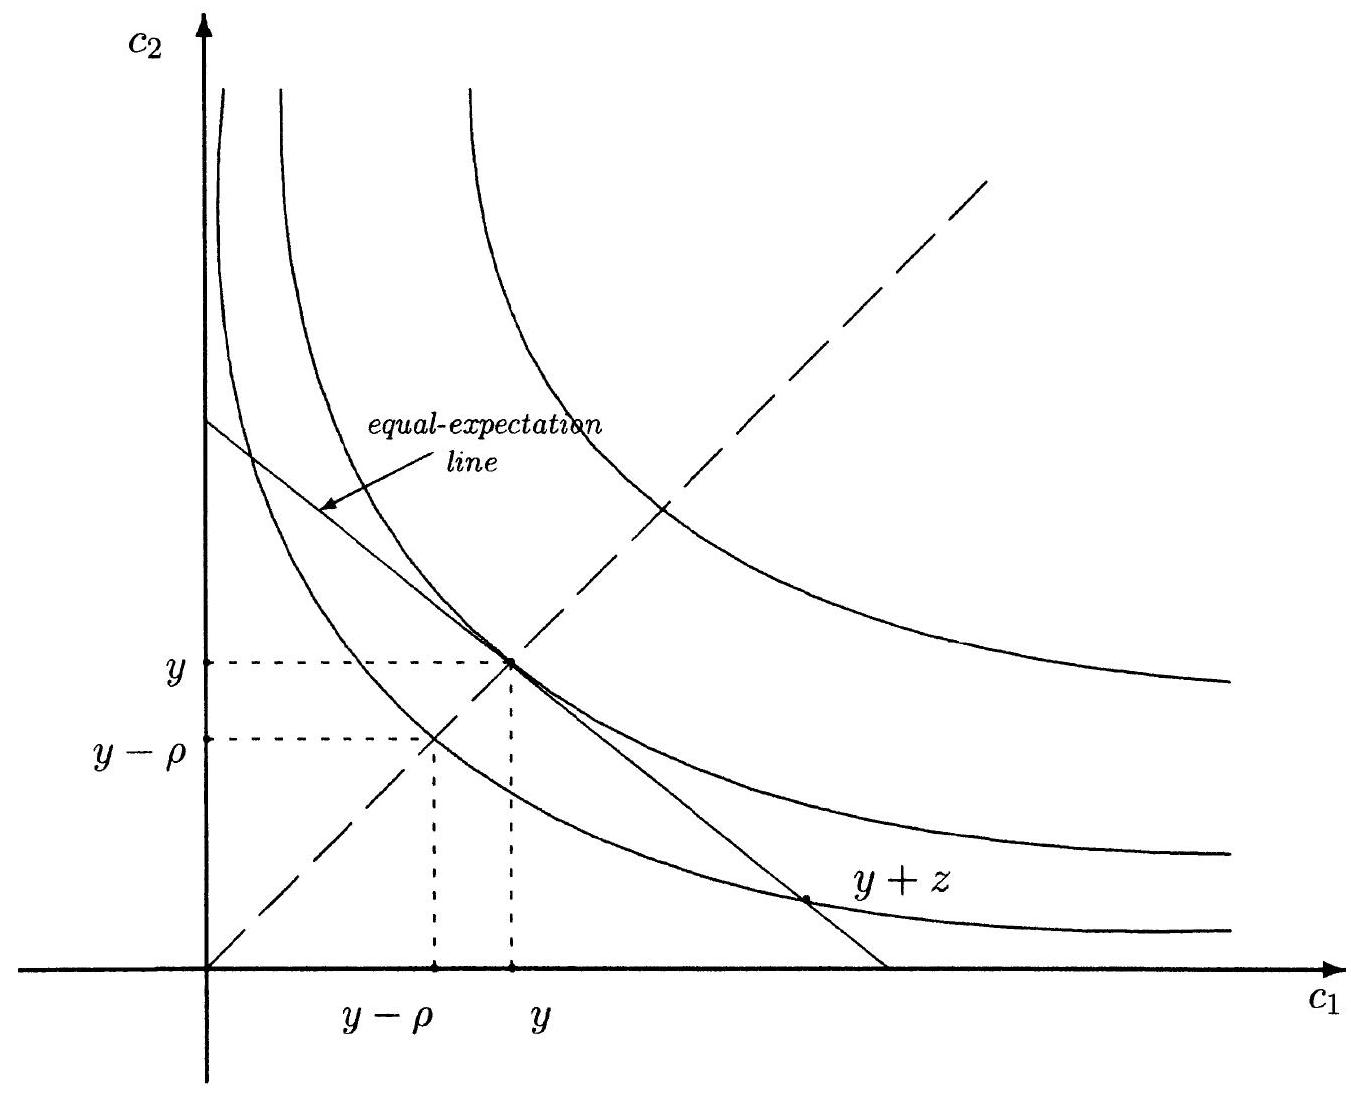 c₂
equal-expectation
line
y
y − ρ
y + z
y − ρ
y
c₁